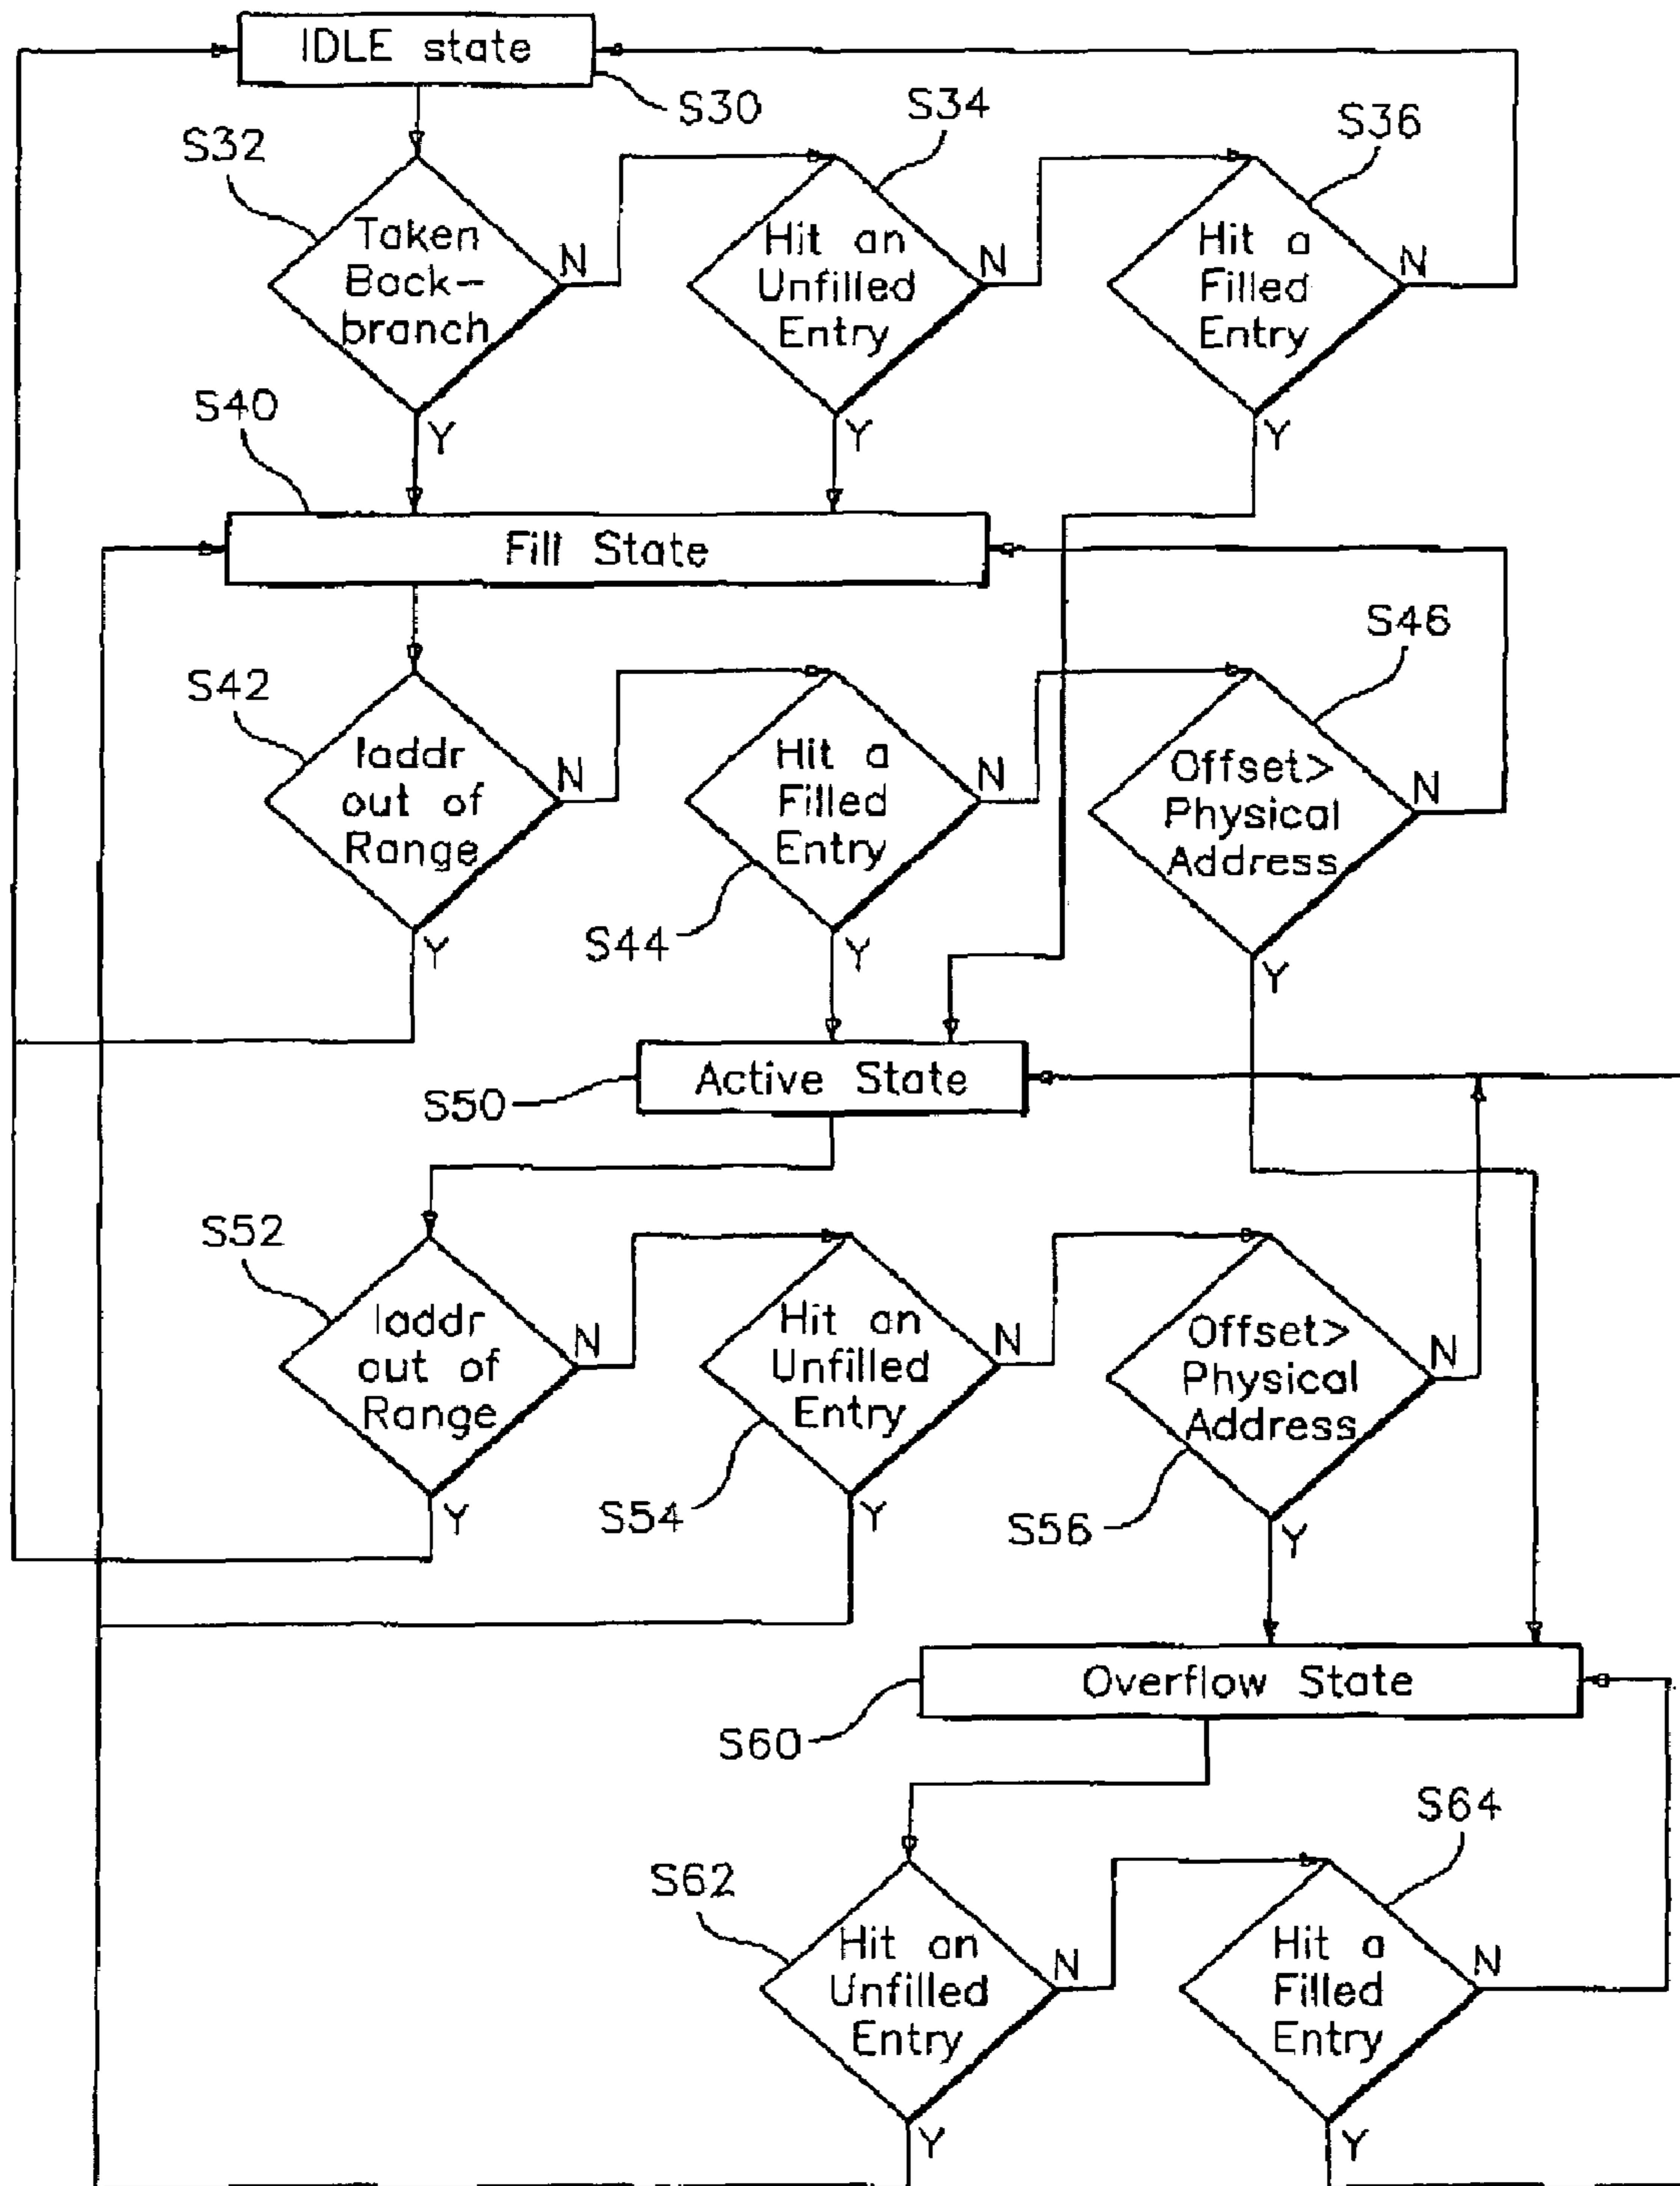 IDLE state
S30
S32
S34
S36
Taken
Back-
branch
N
Y
Hit an
Unfilled
Entry
N
Y
Hit a
Filled
Entry
N
Y
S40
Fill State
S42
S46
Iaddr
out of
Range
N
Y
Hit a
Filled
Entry
N
Y
S44
Offset>
Physical
Address
N
Y
Active State
S50
S52
Iaddr
out of
Range
N
Y
Hit an
Unfilled
Entry
N
Y
S54
Offset>
Physical
Address
N
Y
S56
Overflow State
S60
S62
S64
Hit an
Unfilled
Entry
N
Y
Hit a
Filled
Entry
N
Y